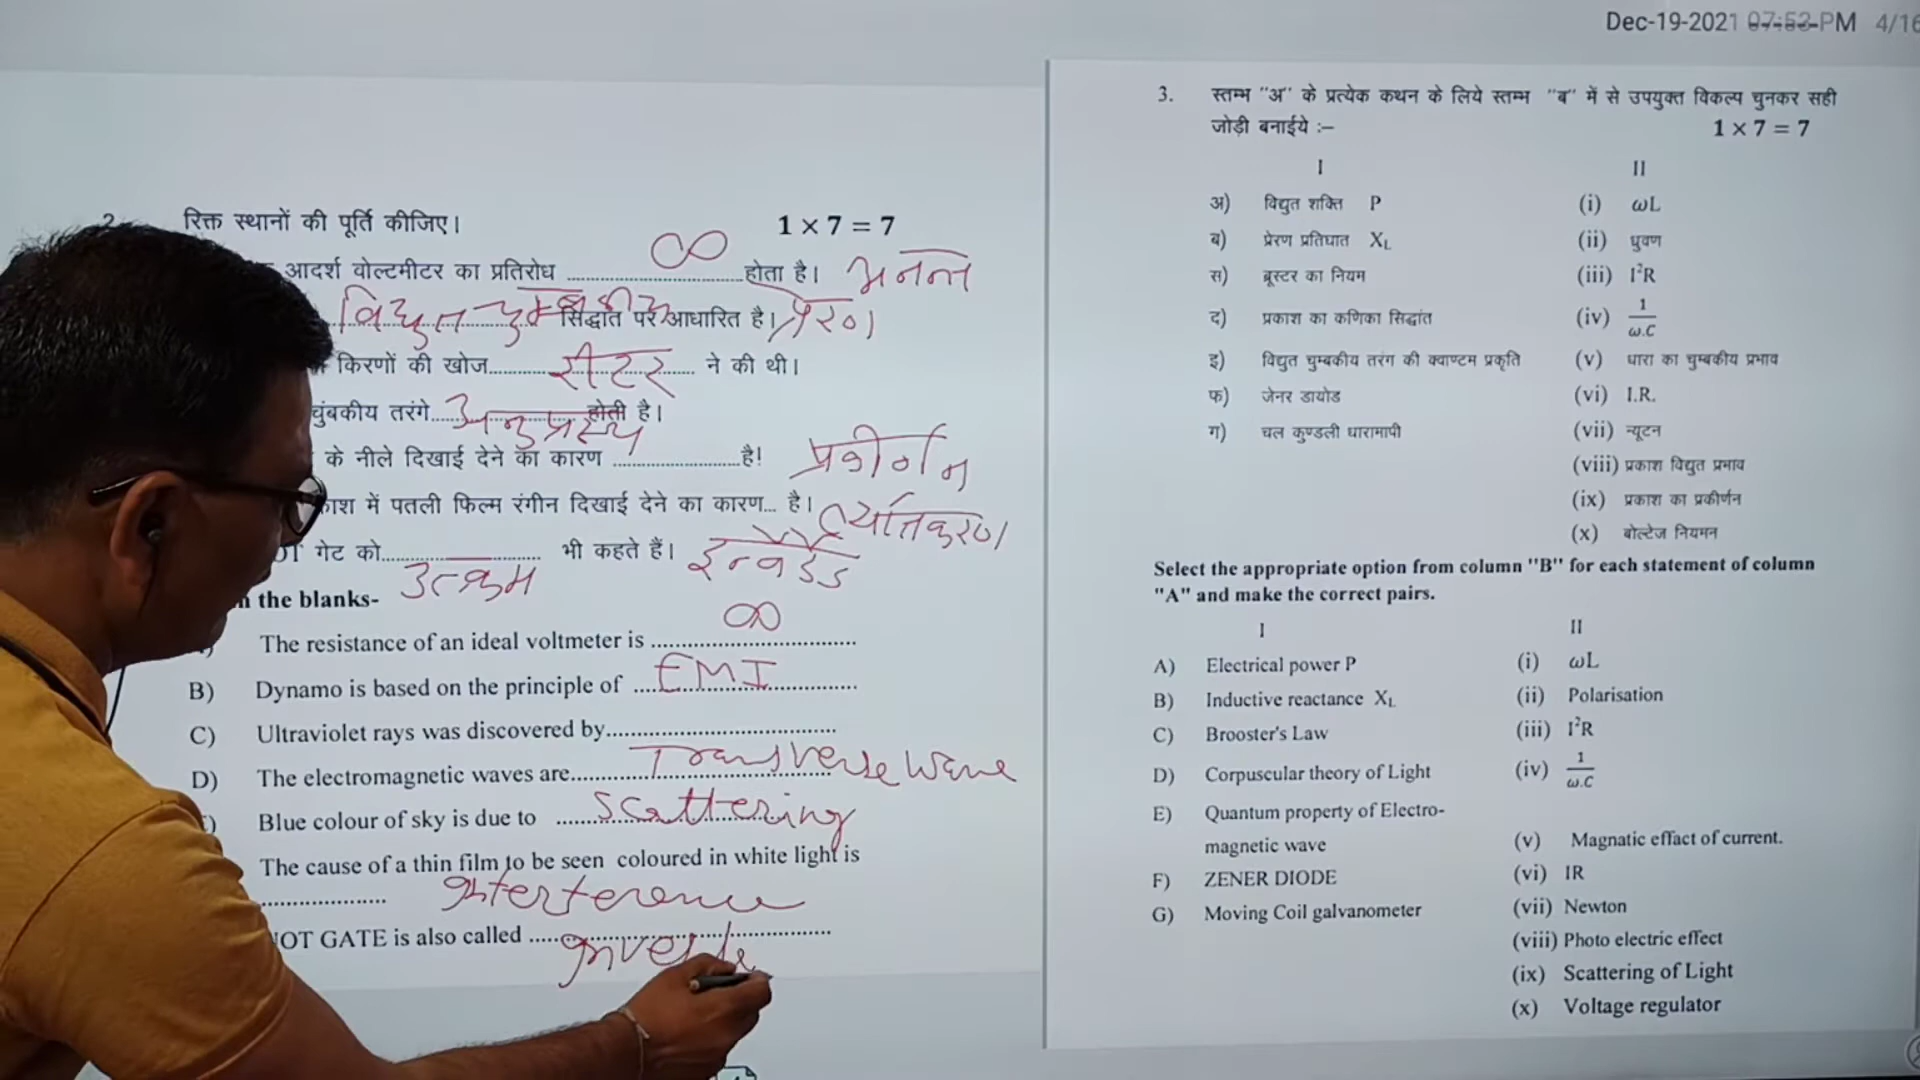 Dec-19-2021 07:53 PM 4/16
रिक्त स्थानों की पूर्ति कीजिए। 1 × 7 = 7
आदर्श वोल्टमीटर का प्रतिरोध ........ ∞ ........ होता है। अनन्त
विद्युत चुम्बकीय सिद्धांत पर आधारित है। प्रेरण
किरणों की खोज........ रीटर ........ ने की थी।
चुंबकीय तरंगे........ अनुप्रस्थ होती है।
के नीले दिखाई देने का कारण ........ है! प्रकीर्णन
में पतली फिल्म रंगीन दिखाई देने का कारण... है। व्यतिकरण
गेट को........ भी कहते हैं। इन्वर्टर
उत्क्रम
the blanks-
The resistance of an ideal voltmeter is ........ ∞
B) Dynamo is based on the principle of ........ EMI
C) Ultraviolet rays was discovered by........
D) The electromagnetic waves are........ Transverse wave
Blue colour of sky is due to ........ scattering
The cause of a thin film to be seen coloured in white light is
........ Interference
OT GATE is also called ........
3. स्तम्भ "अ" के प्रत्येक कथन के लिये स्तम्भ "ब" में से उपयुक्त विकल्प चुनकर सही
जोड़ी बनाईये :– 1 × 7 = 7
I II
अ) विद्युत शक्ति P (i) ωL
ब) प्रेरण प्रतिघात X_L (ii) ध्रुवण
स) ब्रूस्टर का नियम (iii) I²R
द) प्रकाश का कणिका सिद्धांत (iv) 1/ω.C
इ) विद्युत चुम्बकीय तरंग की क्वाण्टम प्रकृति (v) धारा का चुम्बकीय प्रभाव
फ) जेनर डायोड (vi) I.R.
ग) चल कुण्डली धारामापी (vii) न्यूटन
(viii) प्रकाश विद्युत प्रभाव
(ix) प्रकाश का प्रकीर्णन
(x) बोल्टेज नियमन
Select the appropriate option from column "B" for each statement of column
"A" and make the correct pairs.
I II
A) Electrical power P (i) ωL
B) Inductive reactance X_L (ii) Polarisation
C) Brooster's Law (iii) I²R
D) Corpuscular theory of Light (iv) 1/ω.C
E) Quantum property of Electro-
magnetic wave (v) Magnatic effact of current.
F) ZENER DIODE (vi) IR
G) Moving Coil galvanometer (vii) Newton
(viii) Photo electric effect
(ix) Scattering of Light
(x) Voltage regulator